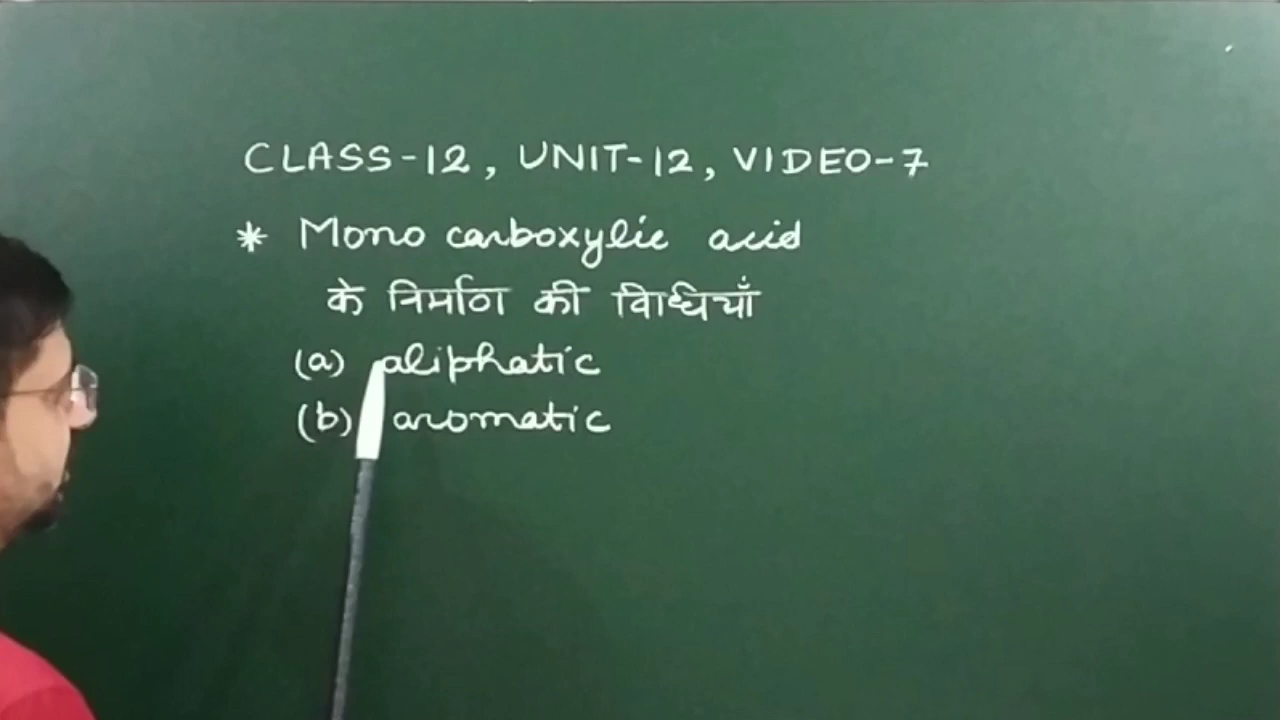 CLASS-12, UNIT-12, VIDEO-7
* Mono carboxylic acid
के निर्माण की विधियाँ
(a) aliphatic
(b) aromatic